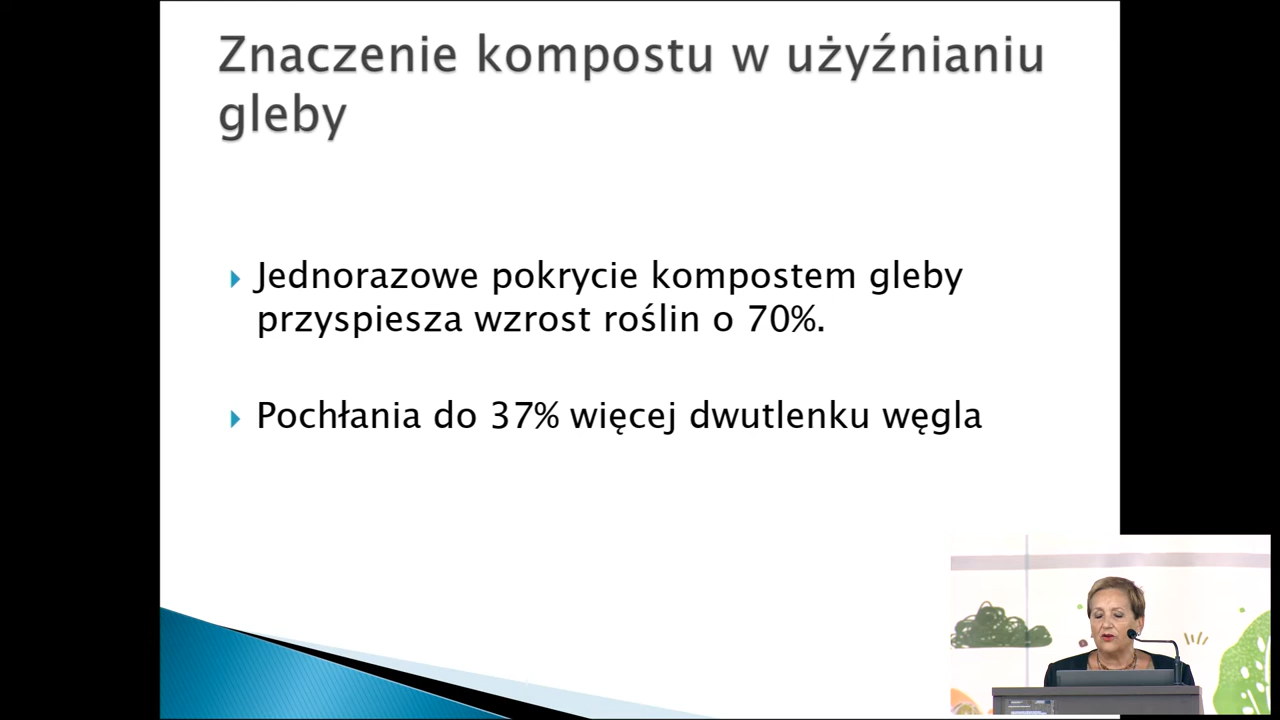 Znaczenie kompostu w użyźnianiu
gleby
Jednorazowe pokrycie kompostem gleby
przyspiesza wzrost roślin o 70%.
Pochłania do 37% więcej dwutlenku węgla